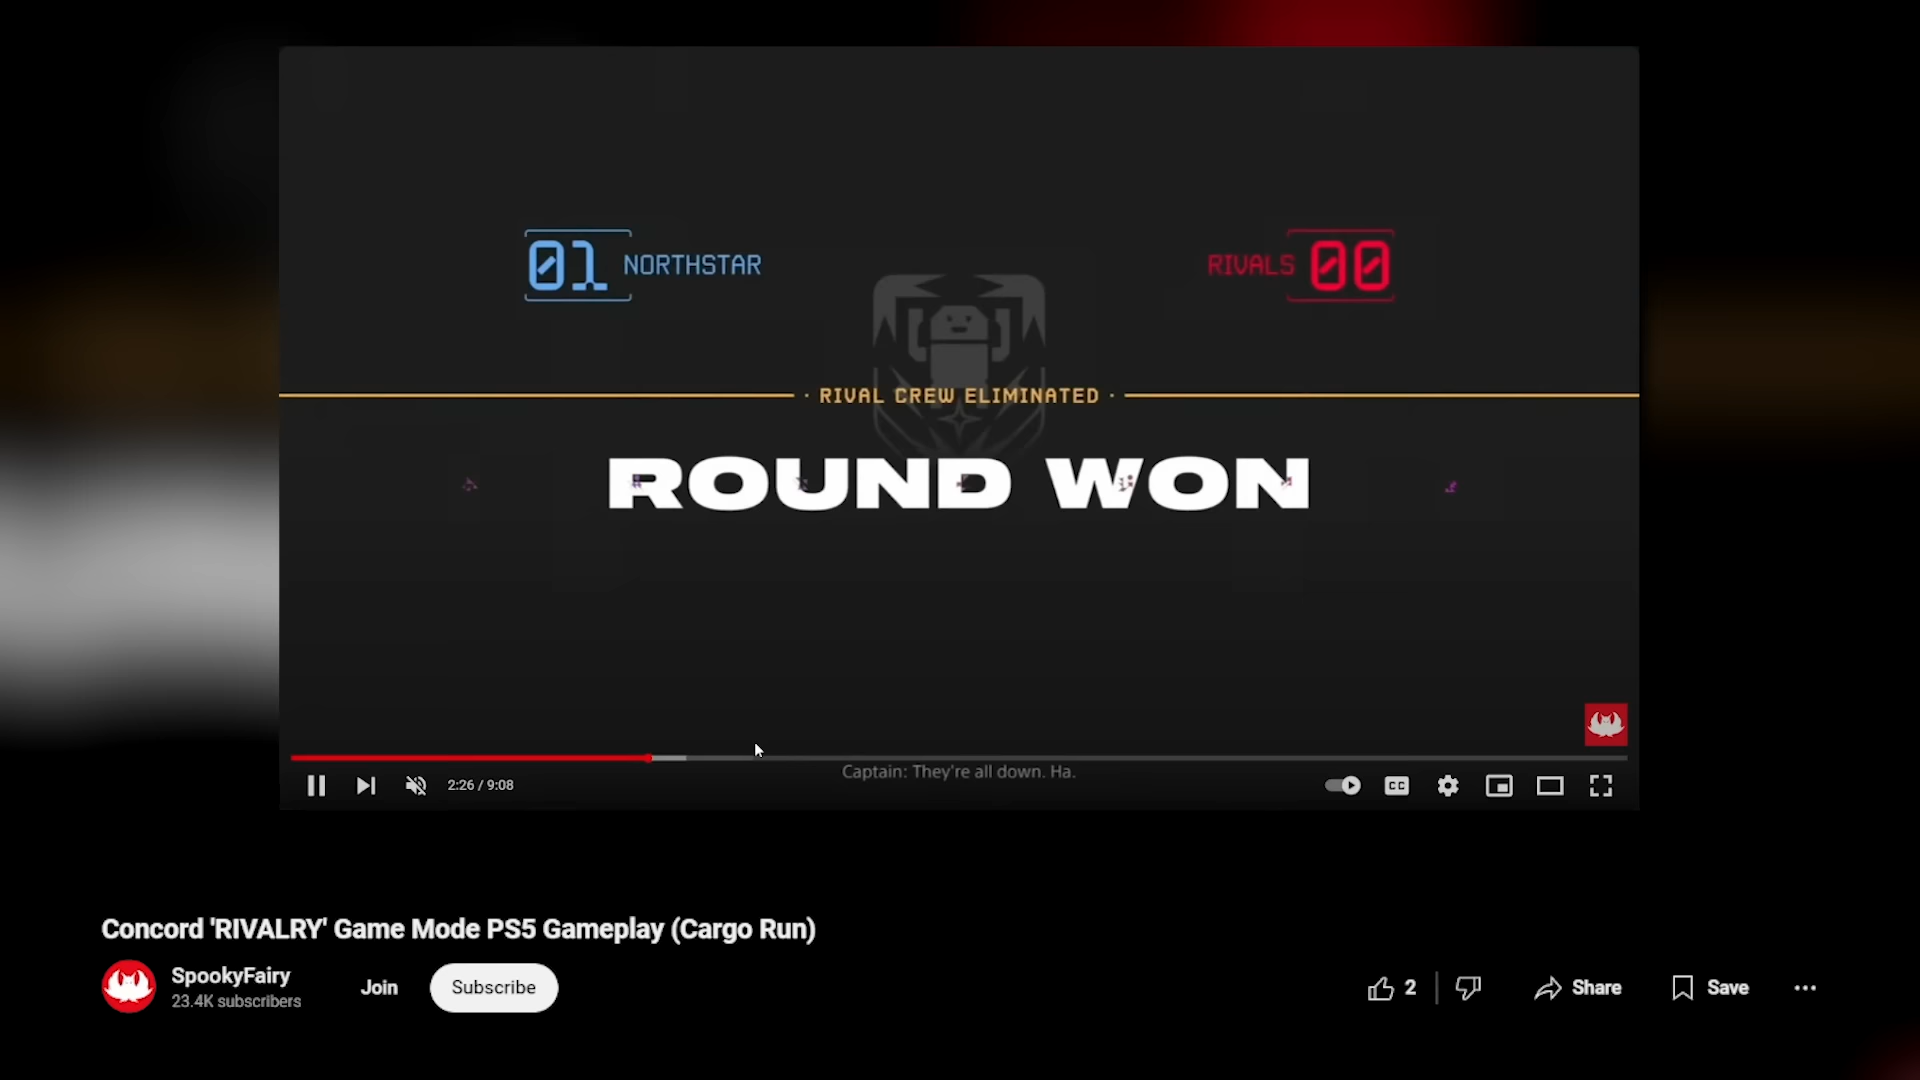 01 NORTHSTAR
RIVALS 00
· RIVAL CREW ELIMINATED ·
ROUND WON
Captain: They're all down. Ha.
2:26 / 9:08
CC
Concord 'RIVALRY' Game Mode PS5 Gameplay (Cargo Run)
SpookyFairy
23.4K subscribers
Join
Subscribe
2
Share
Save